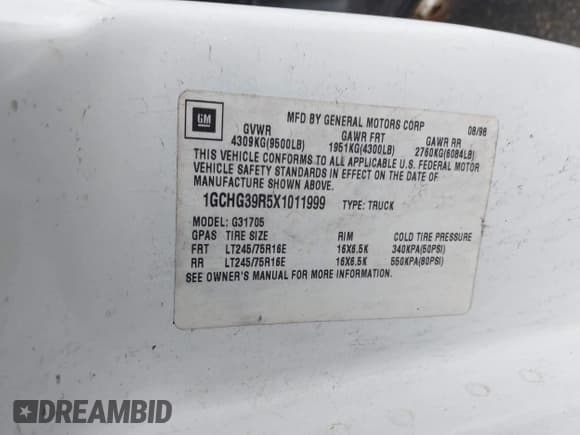 GM
MFD BY GENERAL MOTORS CORP 08/98
GVWR GAWR FRT GAWR RR
4309KG(9500LB) 1951KG(4300LB) 2760KG(6084LB)
THIS VEHICLE CONFORMS TO ALL APPLICABLE U.S. FEDERAL MOTOR
VEHICLE SAFETY STANDARDS IN EFFECT ON THE DATE OF
MANUFACTURE SHOWN ABOVE.
1GCHG39R5X1011999 TYPE: TRUCK
MODEL: G31705
GPAS TIRE SIZE RIM COLD TIRE PRESSURE
FRT LT245/75R16E 16X6.5K 340KPA(50PSI)
RR LT245/75R16E 16X6.5K 550KPA(80PSI)
SEE OWNER'S MANUAL FOR MORE INFORMATION.
DREAMBID